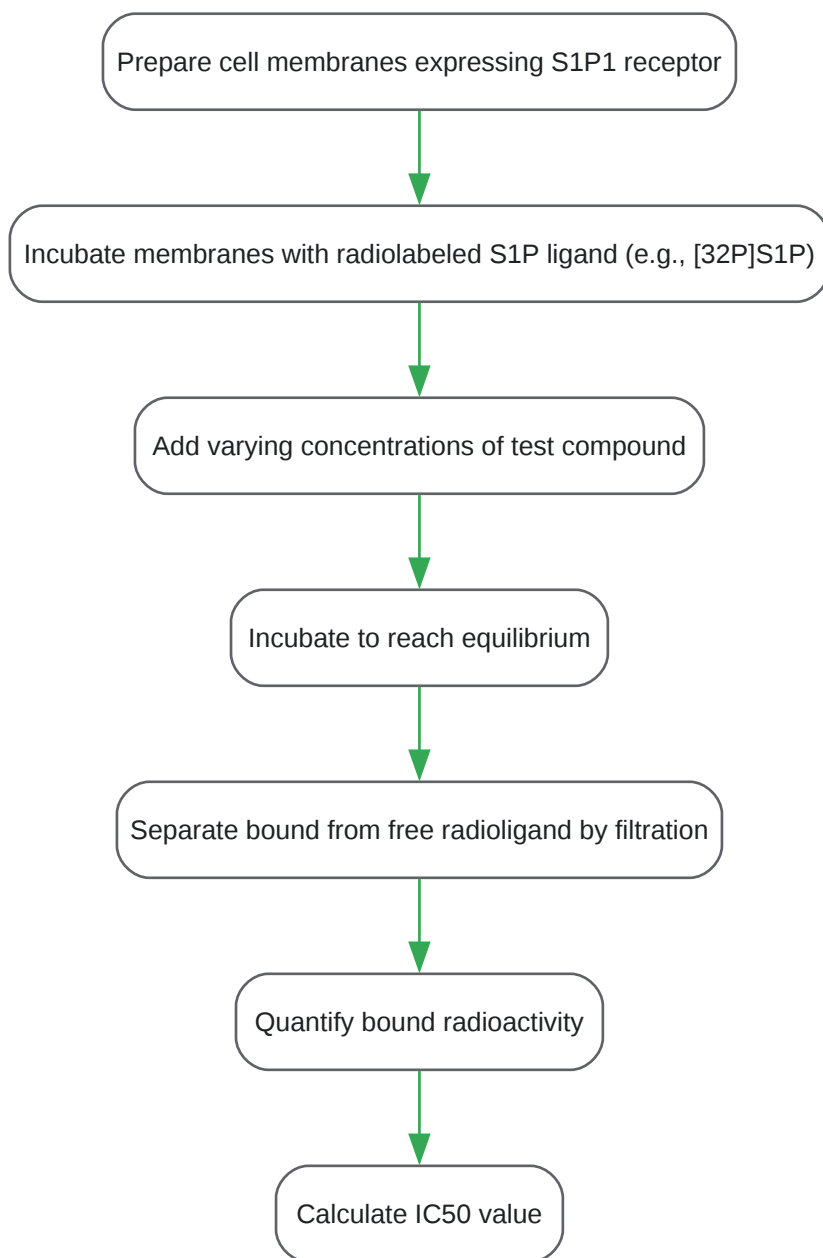 Prepare cell membranes expressing S1P1 receptor
Incubate membranes with radiolabeled S1P ligand (e.g., [32P]S1P)
Add varying concentrations of test compound
Incubate to reach equilibrium
Separate bound from free radioligand by filtration
Quantify bound radioactivity
Calculate IC50 value